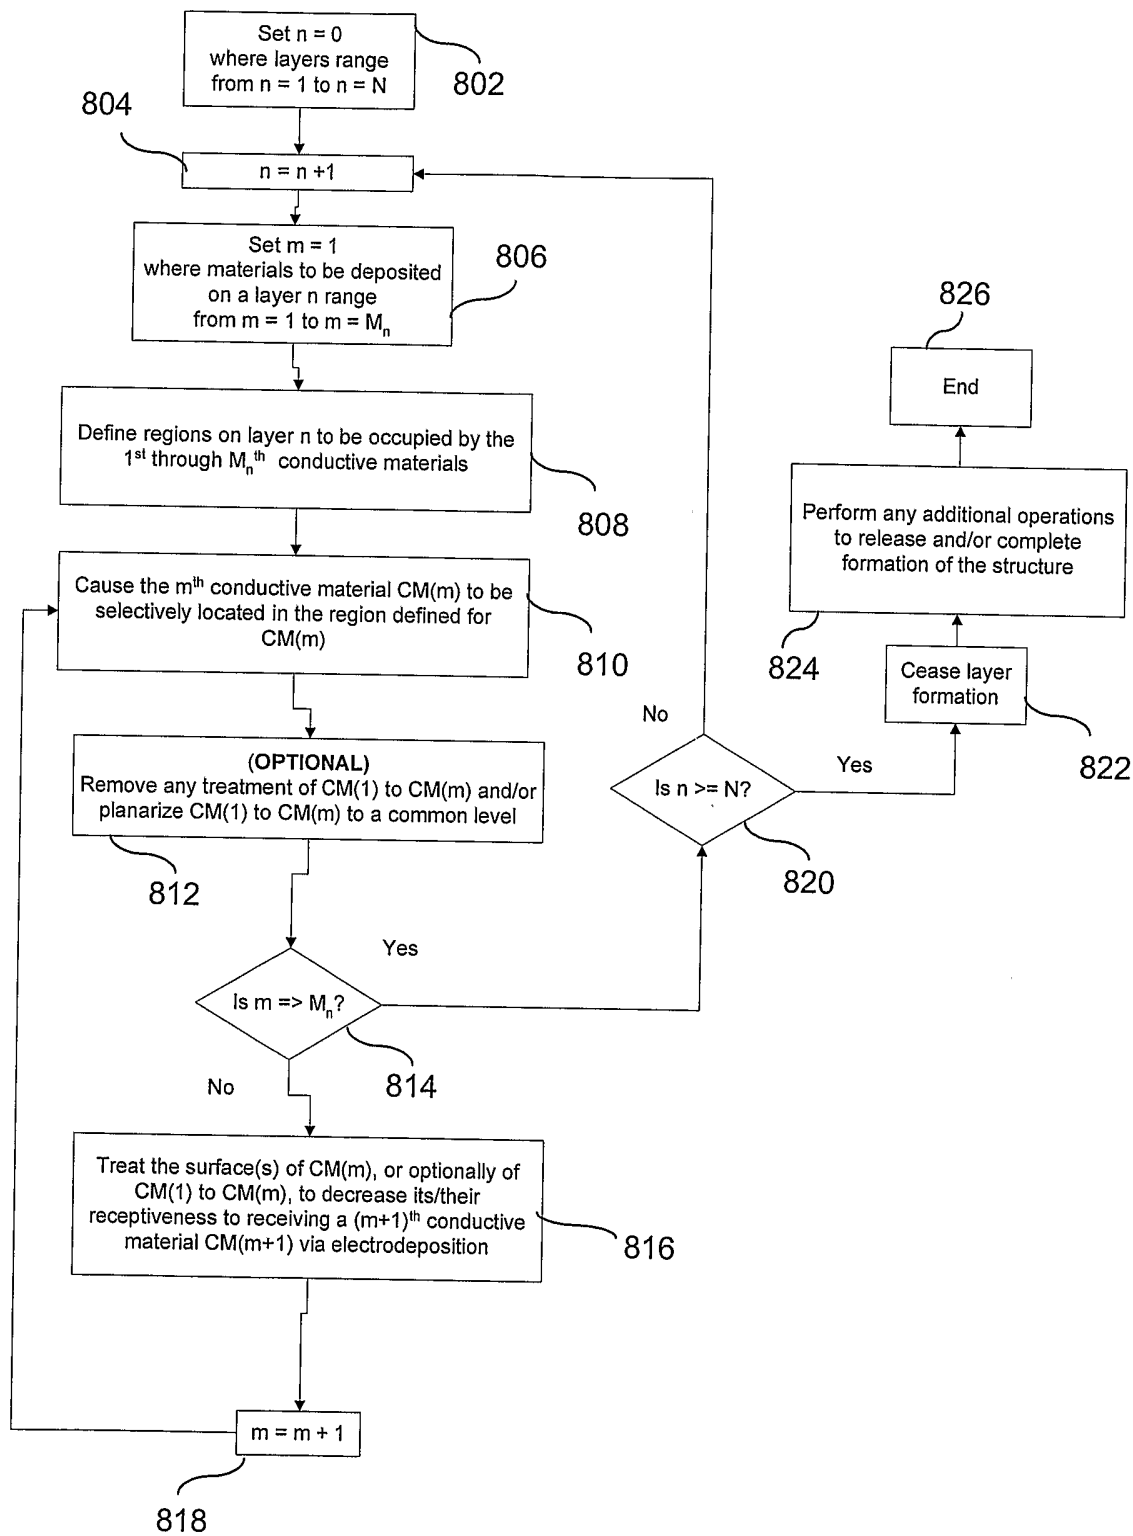 Set n = 0
where layers range
from n = 1 to n = N
802
804
n = n +1
Set m = 1
where materials to be deposited
on a layer n range
from m = 1 to m = Mn
806
Define regions on layer n to be occupied by the
1st through Mnth conductive materials
808
Cause the mth conductive material CM(m) to be
selectively located in the region defined for
CM(m)
810
(OPTIONAL)
Remove any treatment of CM(1) to CM(m) and/or
planarize CM(1) to CM(m) to a common level
812
Is m => Mn?
Yes
No
814
Treat the surface(s) of CM(m), or optionally of
CM(1) to CM(m), to decrease its/their
receptiveness to receiving a (m+1)th conductive
material CM(m+1) via electrodeposition
816
m = m + 1
818
Is n >= N?
No
Yes
820
Cease layer
formation
822
Perform any additional operations
to release and/or complete
formation of the structure
824
End
826